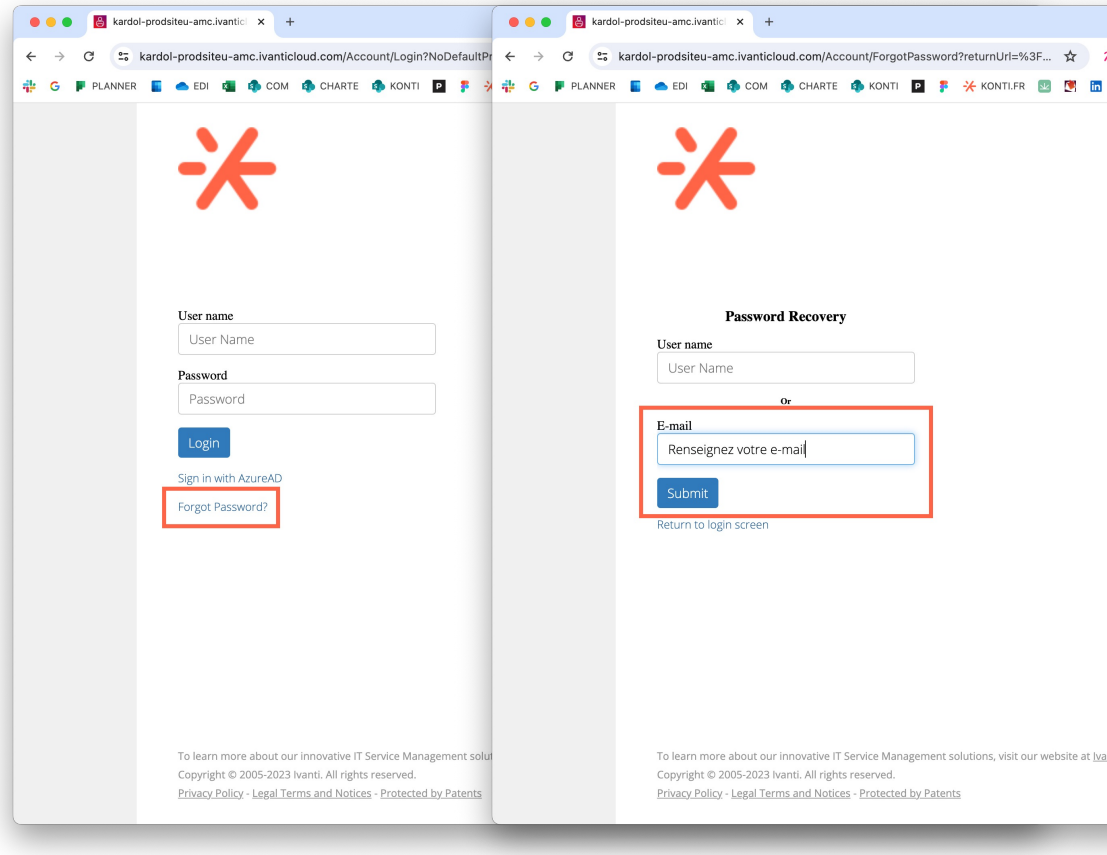 kardol-prodsiteu-amc.ivanticl
kardol-prodsiteu-amc.ivanticloud.com/Account/Login?NoDefaultPr
PLANNER EDI COM CHARTE KONTI P
User name
User Name
Password
Password
Login
Sign in with AzureAD
Forgot Password?
To learn more about our innovative IT Service Management solut
Copyright © 2005-2023 Ivanti. All rights reserved.
Privacy Policy - Legal Terms and Notices - Protected by Patents
kardol-prodsiteu-amc.ivanticl
kardol-prodsiteu-amc.ivanticloud.com/Account/ForgotPassword?returnUrl=%3F...
PLANNER EDI COM CHARTE KONTI P KONTI.FR in
Password Recovery
User name
User Name
Or
E-mail
Renseignez votre e-mail
Submit
Return to login screen
To learn more about our innovative IT Service Management solutions, visit our website at Iva
Copyright © 2005-2023 Ivanti. All rights reserved.
Privacy Policy - Legal Terms and Notices - Protected by Patents